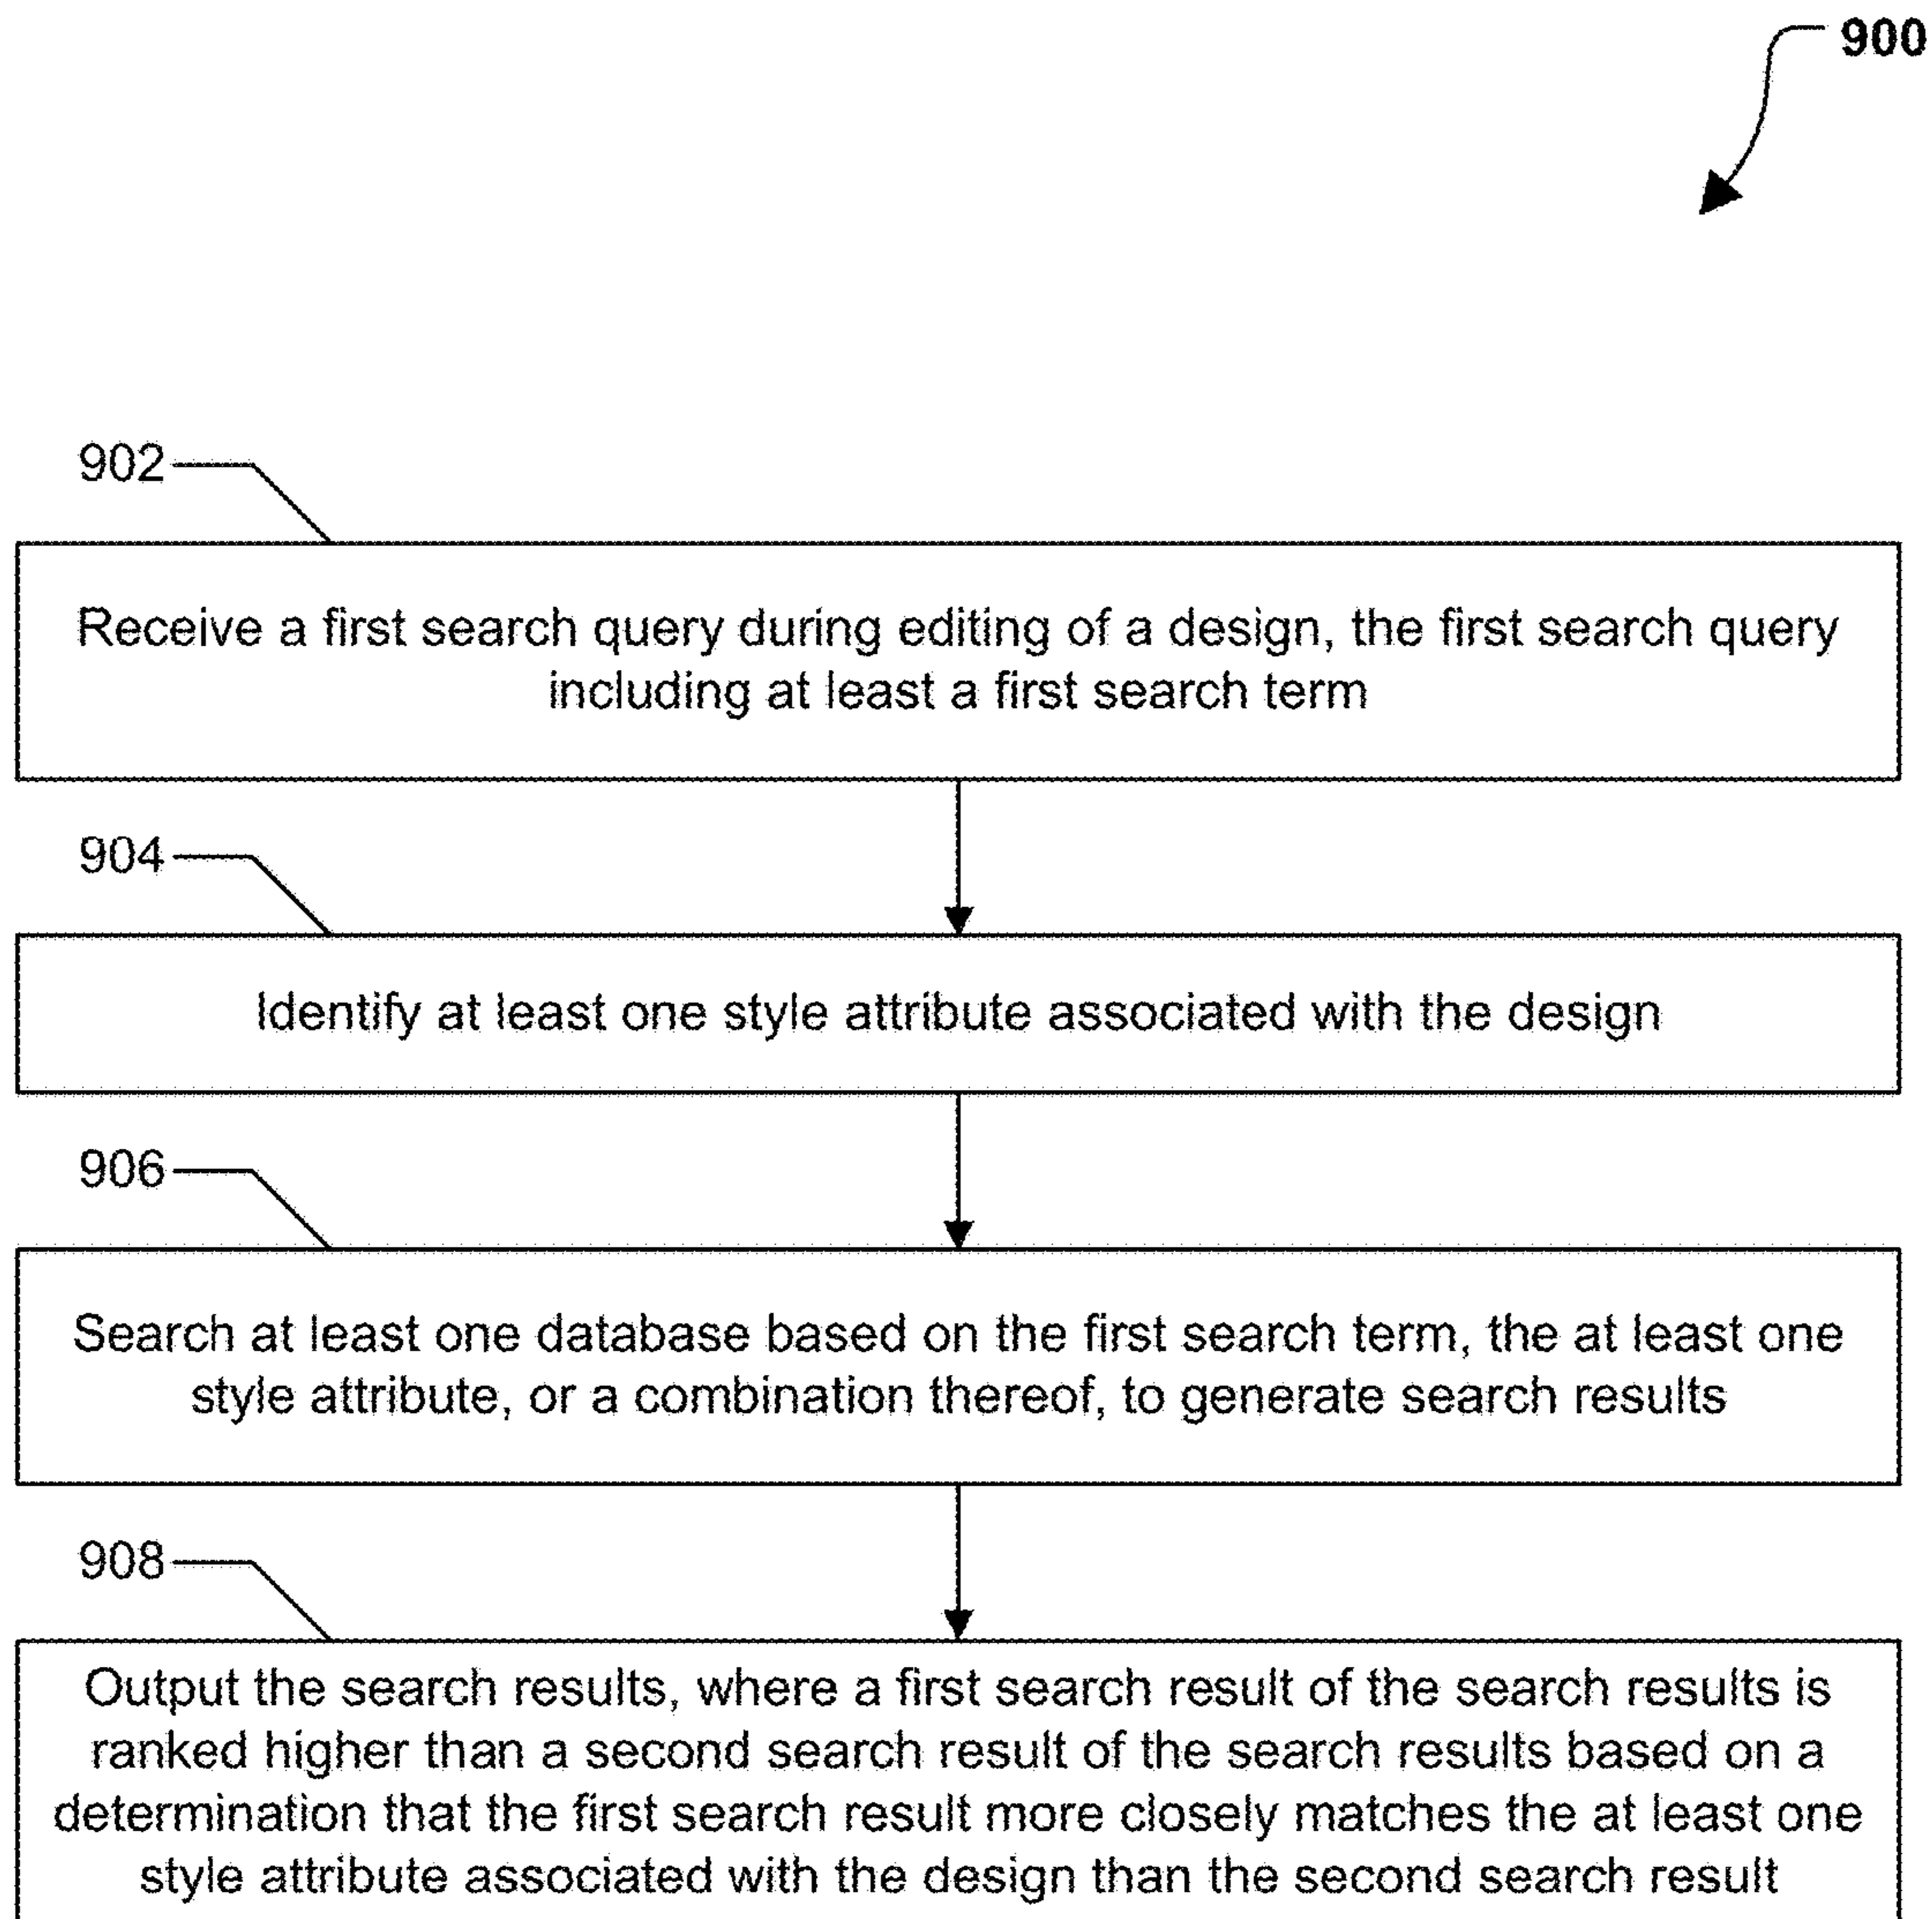 900
902
Receive a first search query during editing of a design, the first search query
including at least a first search term
904
Identify at least one style attribute associated with the design
906
Search at least one database based on the first search term, the at least one
style attribute, or a combination thereof, to generate search results
908
Output the search results, where a first search result of the search results is
ranked higher than a second search result of the search results based on a
determination that the first search result more closely matches the at least one
style attribute associated with the design than the second search result